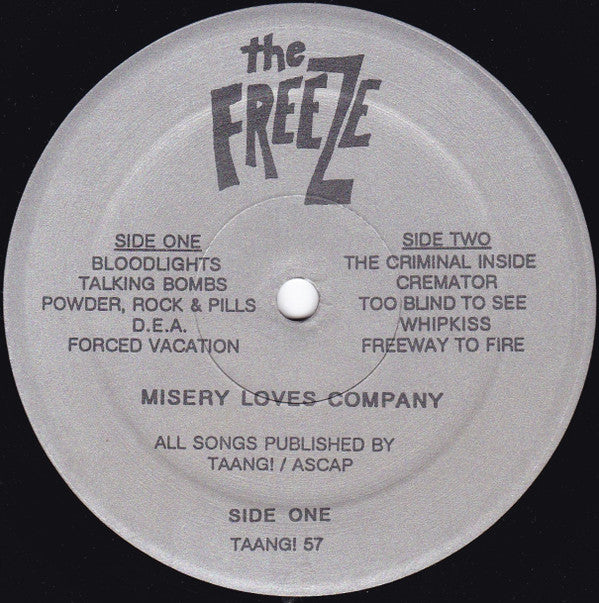 the
FREEZE
SIDE ONE
BLOODLIGHTS
TALKING BOMBS
POWDER, ROCK & PILLS
D.E.A.
FORCED VACATION
SIDE TWO
THE CRIMINAL INSIDE
CREMATOR
TOO BLIND TO SEE
WHIPKISS
FREEWAY TO FIRE
MISERY LOVES COMPANY
ALL SONGS PUBLISHED BY
TAANG! / ASCAP
SIDE ONE
TAANG! 57